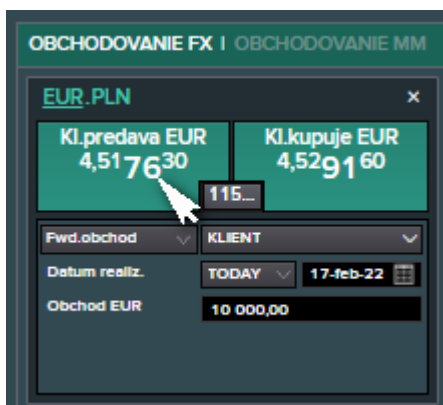 OBCHODOVANIE FX | OBCHODOVANIE MM
EUR.PLN ×
Kl.predava EUR Kl.kupuje EUR
4,517630 4,529160
115...
Fwd.obchod KLIENT
Datum realiz. TODAY 17-feb-22
Obchod EUR 10 000,00